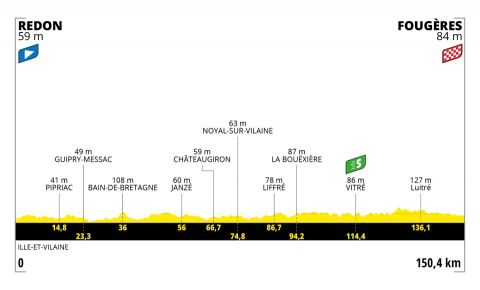 REDON
59 m
FOUGÈRES
84 m
63 m
NOYAL-SUR-VILAINE
49 m
GUIPRY-MESSAC
59 m
CHÂTEAUGIRON
87 m
LA BOUËXIÈRE
S
41 m
PIPRIAC
108 m
BAIN-DE-BRETAGNE
60 m
JANZÉ
78 m
LIFFRÉ
86 m
VITRÉ
127 m
Luitré
14,8
23,3
36
56
66,7
74,8
86,7
94,2
114,4
136,1
ILLE-ET-VILAINE
0
150,4 km